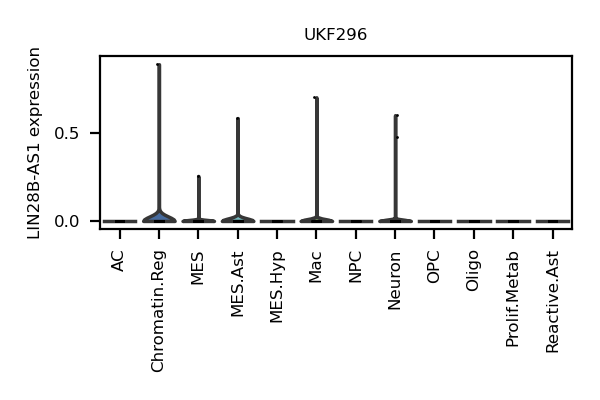 UKF296
LIN28B-AS1 expression
0.5
0.0
AC
Chromatin.Reg
MES
MES.Ast
MES.Hyp
Mac
NPC
Neuron
OPC
Oligo
Prolif.Metab
Reactive.Ast